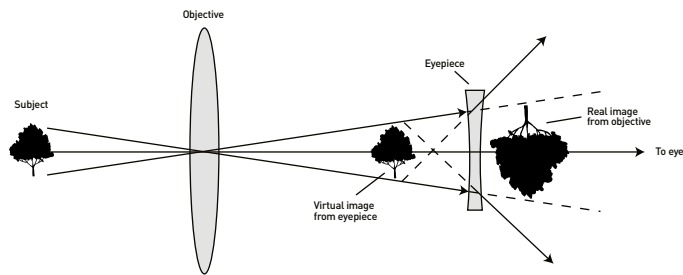 Objective
Eyepiece
Subject
Real image
from objective
To eye
Virtual image
from eyepiece